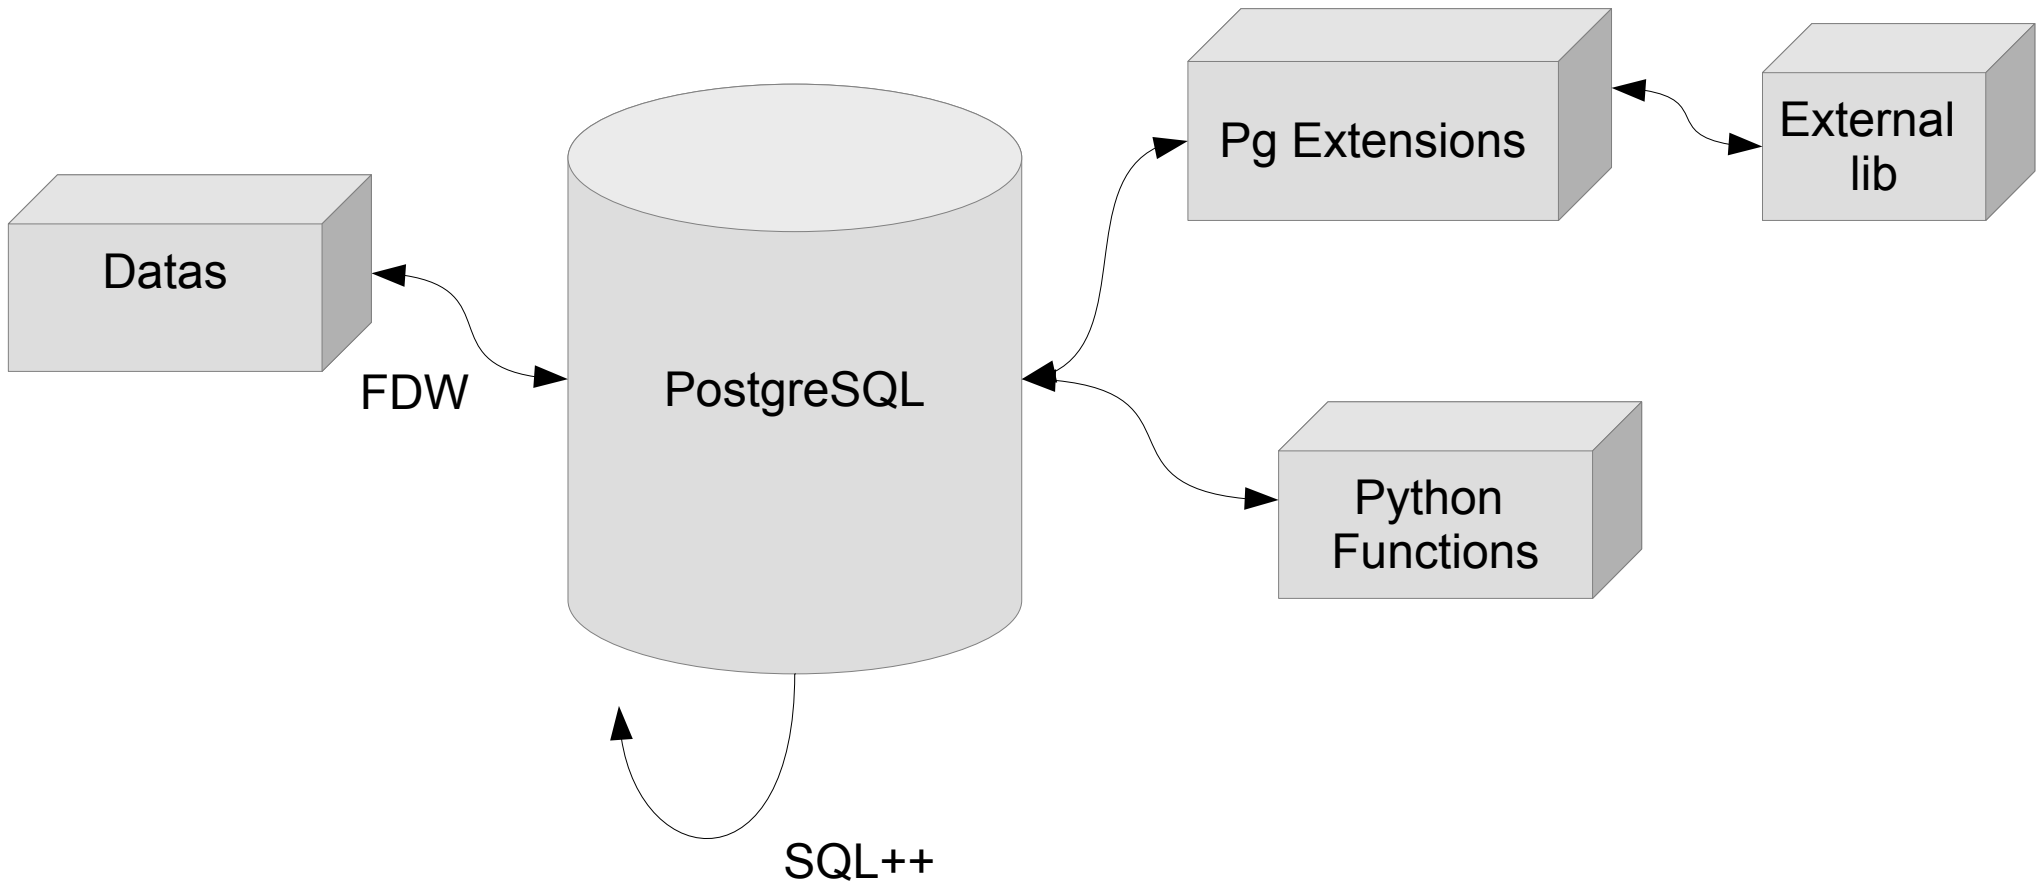 Datas
FDW
PostgreSQL
SQL++
Pg Extensions
External
lib
Python
Functions